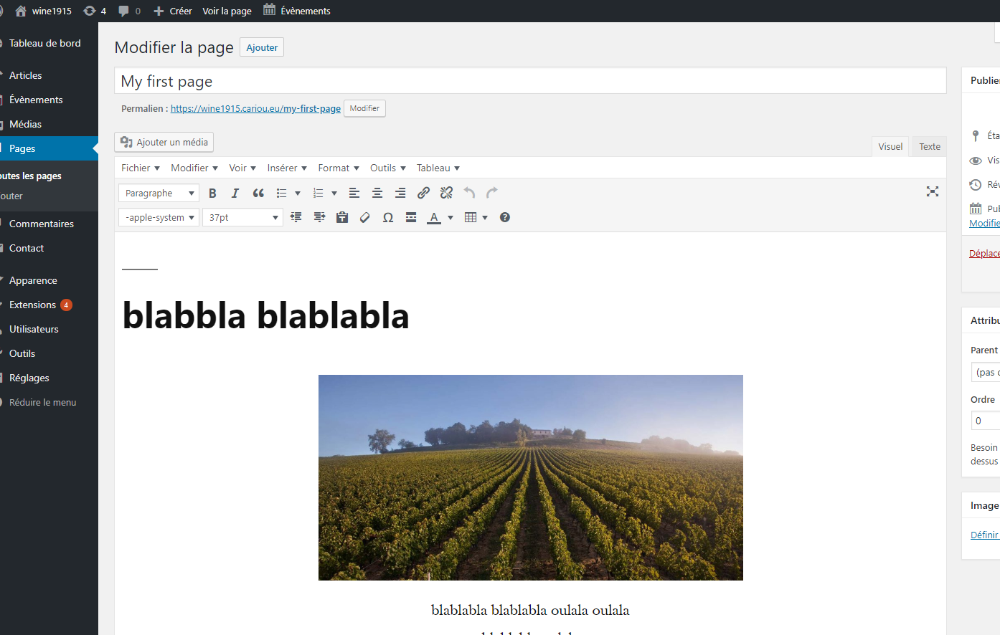 wine1915 4 0 Créer Voir la page Évènements
Tableau de bord
Articles
Évènements
Médias
Pages
outes les pages
outer
Commentaires
Contact
Apparence
Extensions 4
Utilisateurs
Outils
Réglages
Réduire le menu
Modifier la page Ajouter
My first page
Permalien : https://wine1915.cariou.eu/my-first-page Modifier
Ajouter un média
Visuel Texte
Fichier Modifier Voir Insérer Format Outils Tableau
Paragraphe B I
-apple-system 37pt Ω A
blabbla blablabla
blablabla blablabla oulala oulala
Publier
Éta
Vis
Rév
Pub
Modifie
Déplace
Attribu
Parent
(pas d
Ordre
0
Besoin
dessus
Image
Définir